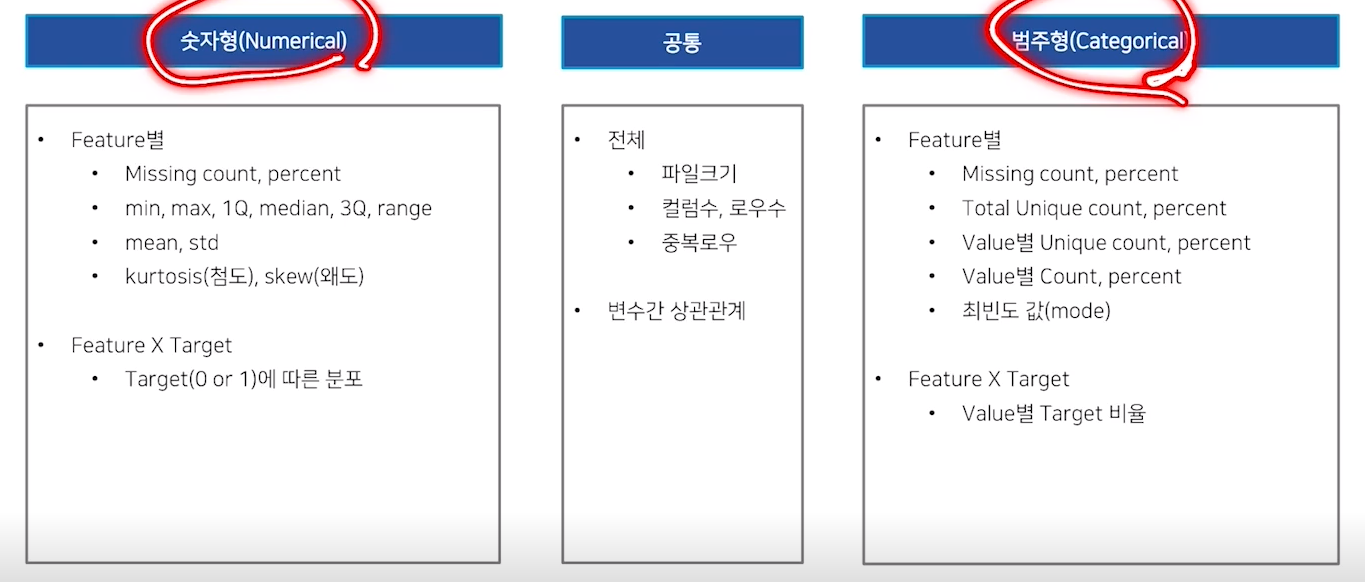 숫자형(Numerical)
• Feature별
• Missing count, percent
• min, max, 1Q, median, 3Q, range
• mean, std
• kurtosis(첨도), skew(왜도)
• Feature X Target
• Target(0 or 1)에 따른 분포
공통
• 전체
• 파일크기
• 컬럼수, 로우수
• 중복로우
• 변수간 상관관계
범주형(Categorical)
• Feature별
• Missing count, percent
• Total Unique count, percent
• Value별 Unique count, percent
• Value별 Count, percent
• 최빈도 값(mode)
• Feature X Target
• Value별 Target 비율